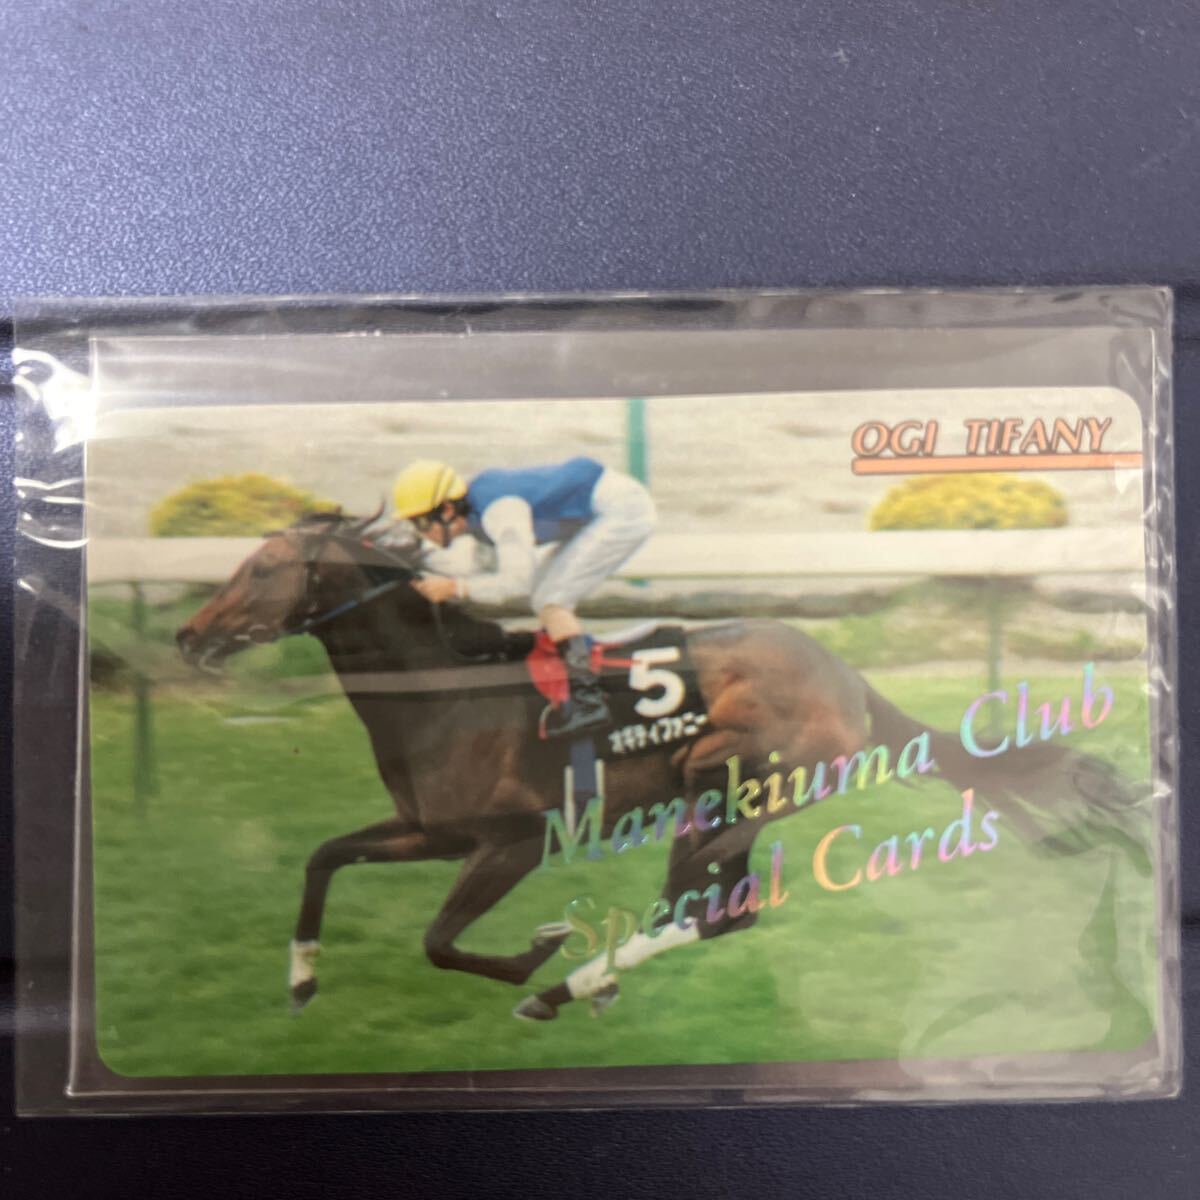 OGI TIFANY
5
オギティファニー
Manekiuma Club
Special Cards